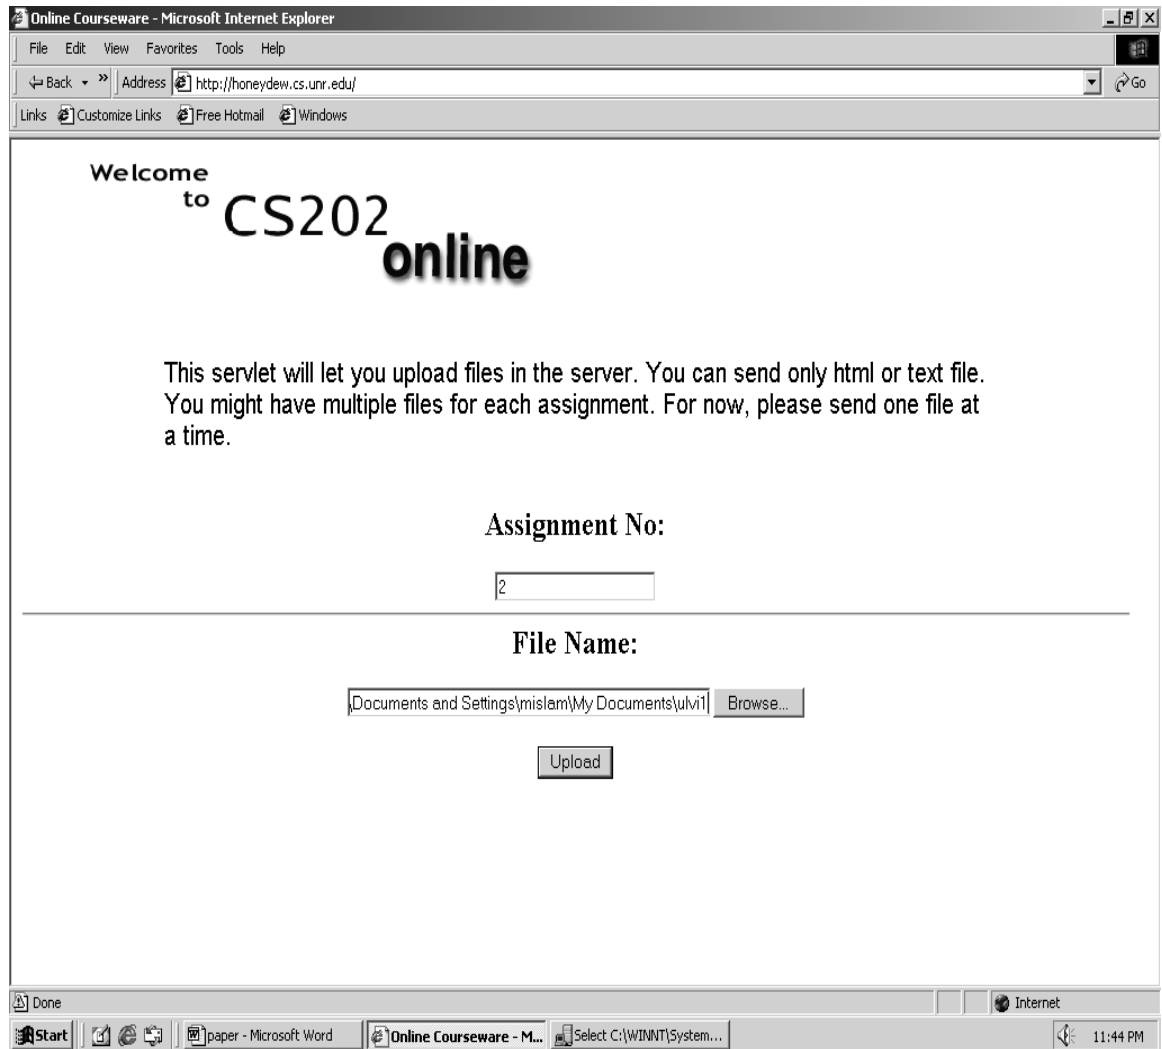 Online Courseware - Microsoft Internet Explorer
File Edit View Favorites Tools Help
Back » Address http://honeydew.cs.unr.edu/ Go
Links Customize Links Free Hotmail Windows
Welcome
to CS202
online
This servlet will let you upload files in the server. You can send only html or text file.
You might have multiple files for each assignment. For now, please send one file at
a time.
Assignment No:
2
File Name:
\Documents and Settings\mislam\My Documents\ulvi1 Browse...
Upload
Done Internet
Start paper - Microsoft Word Online Courseware - M... Select C:\WINNT\System... 11:44 PM